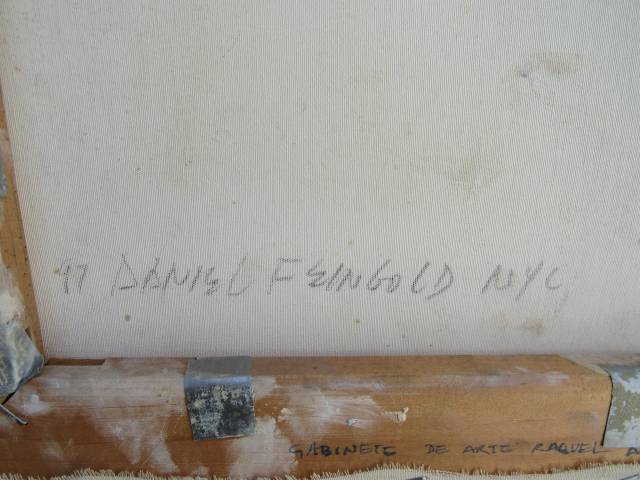 97 DANIEL FEINGOLD NYC
GABINETE DE ARTE RAQUEL A